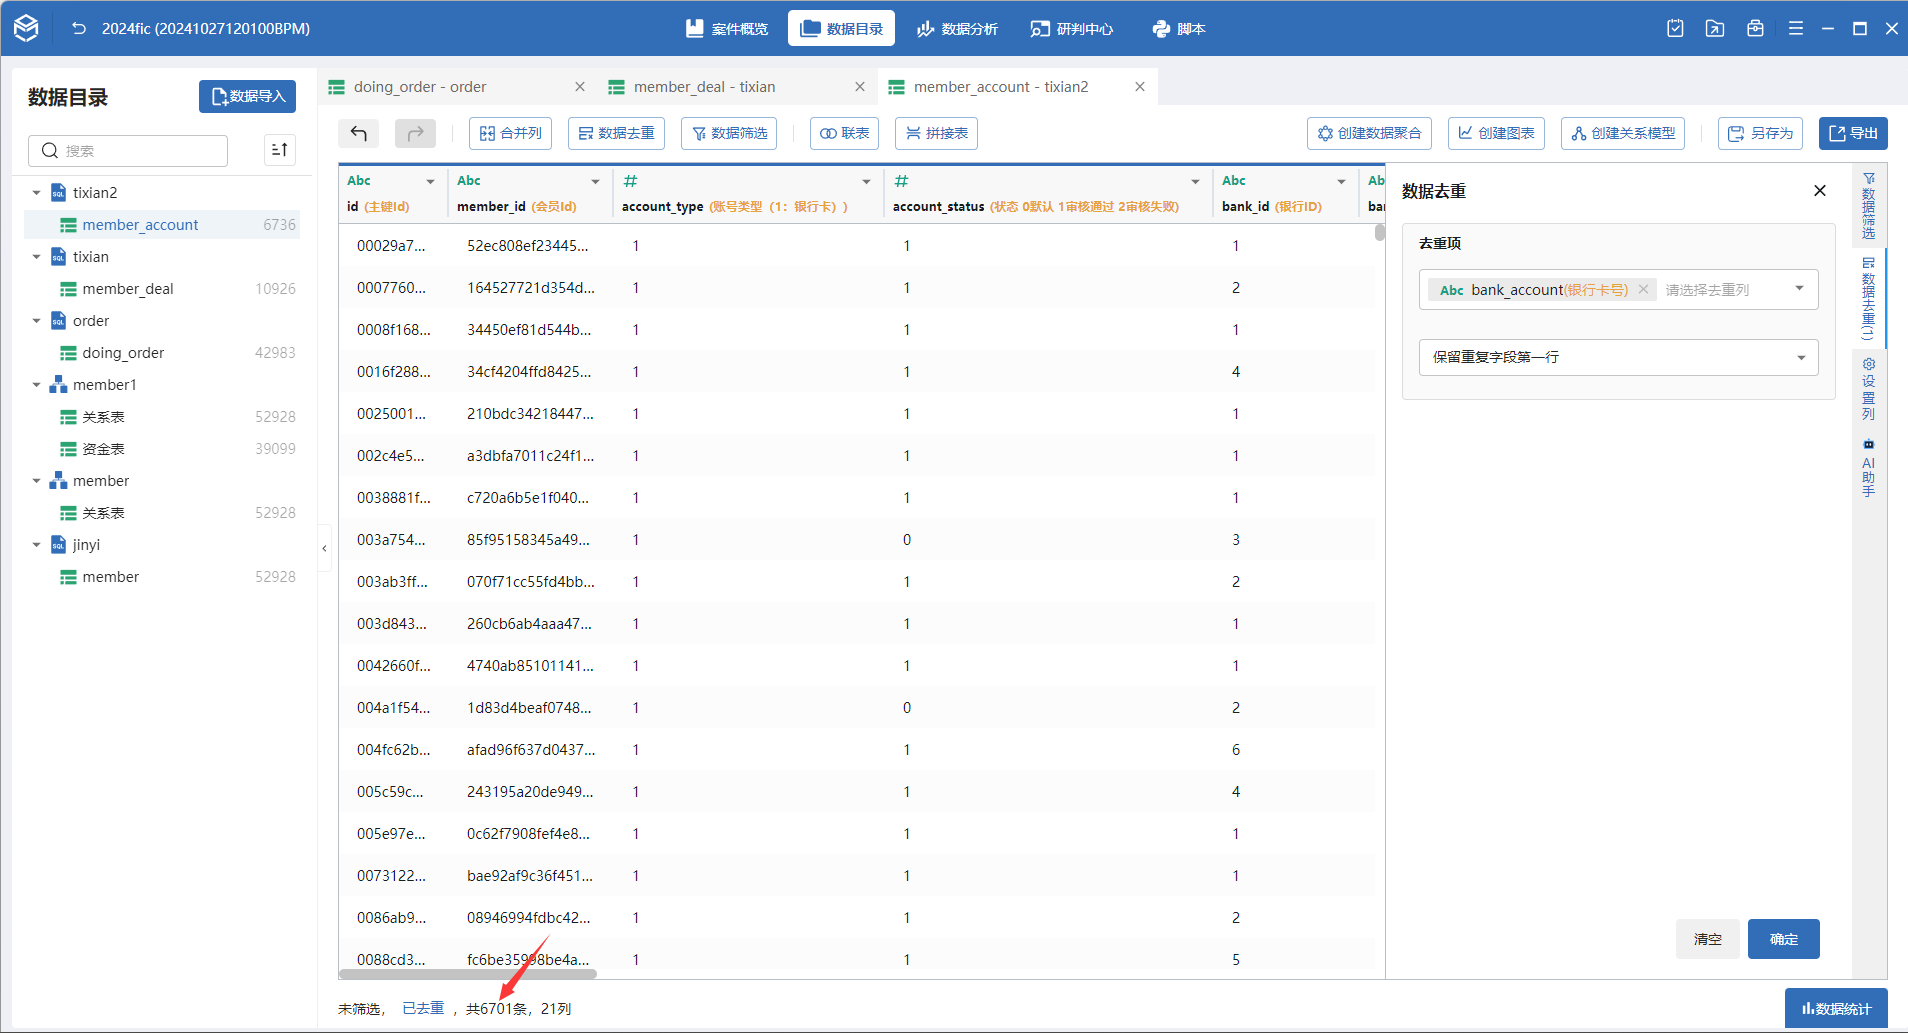 2024fic (20241027120100BPM)
案件概览 数据目录 数据分析 研判中心 脚本
数据目录 数据导入
搜索
tixian2
member_account 6736
tixian
member_deal 10926
order
doing_order 42983
member1
关系表 52928
资金表 39099
member
关系表 52928
jinyi
member 52928
doing_order - order member_deal - tixian member_account - tixian2
合并列 数据去重 数据筛选 联表 拼接表 创建数据聚合 创建图表 创建关系模型 另存为 导出
Abc Abc # # Abc Ab
id (主键Id) member_id (会员Id) account_type (账号类型（1：银行卡）) account_status (状态 0默认 1审核通过 2审核失败) bank_id (银行ID) bar
00029a7... 52ec808ef23445... 1 1 1
0007760... 164527721d354d... 1 1 2
0008f168... 34450ef81d544b... 1 1 1
0016f288... 34cf4204ffd8425... 1 1 4
0025001... 210bdc34218447... 1 1 1
002c4e5... a3dbfa7011c24f1... 1 1 1
0038881f... c720a6b5e1f040... 1 1 1
003a754... 85f95158345a49... 1 0 3
003ab3ff... 070f71cc55fd4bb... 1 1 2
003d843... 260cb6ab4aaa47... 1 1 1
0042660f... 4740ab85101141... 1 1 1
004a1f54... 1d83d4beaf0748... 1 0 2
004fc62b... afad96f637d0437... 1 1 6
005c59c... 243195a20de949... 1 1 4
005e97e... 0c62f7908fef4e8... 1 1 1
0073122... bae92af9c36f451... 1 1 1
0086ab9... 08946994fdbc42... 1 1 2
0088cd3... fc6be35998be4a... 1 1 5
未筛选， 已去重 ，共6701条，21列
数据去重
去重项
Abc bank_account(银行卡号) 请选择去重列
保留重复字段第一行
清空 确定
数据筛选
数据去重(1)
设置列
AI助手
数据统计